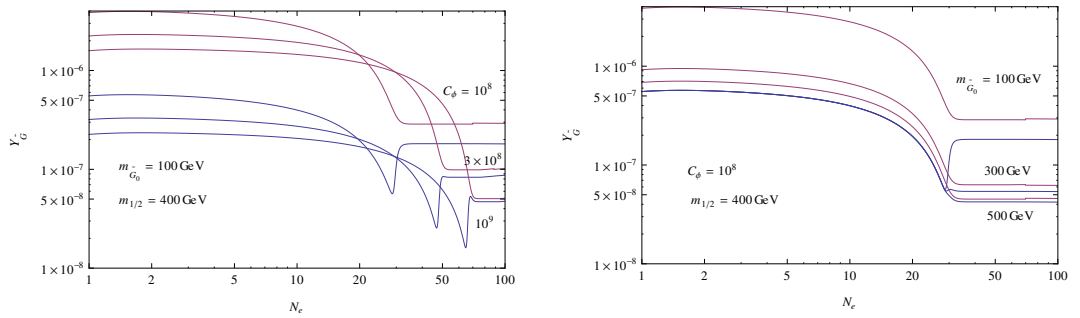 1 × 10⁻⁶
5 × 10⁻⁷
1 × 10⁻⁷
5 × 10⁻⁸
1 × 10⁻⁸
Y_G̃
C_ϕ = 10⁸
3 × 10⁸
10⁹
m_G̃₀ = 100 GeV
m_1/2 = 400 GeV
1 2 5 10 20 50 100
N_e
1 × 10⁻⁶
5 × 10⁻⁷
1 × 10⁻⁷
5 × 10⁻⁸
1 × 10⁻⁸
Y_G̃
m_G̃₀ = 100 GeV
300 GeV
500 GeV
C_ϕ = 10⁸
m_1/2 = 400 GeV
1 2 5 10 20 50 100
N_e